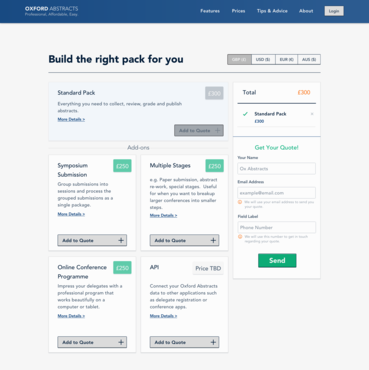 OXFORD ABSTRACTS
Professional. Affordable. Easy.
Features
Prices
Tips & Advice
About
Login
Build the right pack for you
GBP (£)
USD ($)
EUR (€)
AUS ($)
Standard Pack
£300
Everything you need to collect, review, grade and publish
abstracts.
More Details >
Add to Quote +
Add-ons
Symposium
Submission
£250
Group submissions into
sessions and process
the grouped submissions as a
single package.
More Details >
Add to Quote +
Multiple Stages
£250
e.g. Paper submission, abstract
re-work, special stages. Useful
for when you want to break
larger conferences into smaller
steps.
More Details >
Add to Quote +
Online Conference
Programme
£250
Impress your delegates with a
professional program that
works beautifully on a
computer or tablet.
More Details >
Add to Quote +
API
Price TBD
Connect your Oxford Abstracts
data to other applications such
as delegate registration or
conference apps.
More Details >
Add to Quote +
Total
£300
Standard Pack
£300
Get Your Quote!
Your Name
Ox Abstracts
Email Address
example@email.com
We will use your email address to send you
your quote
Field Label
Phone Number
We will use this number to get in touch
regarding your quote.
Send